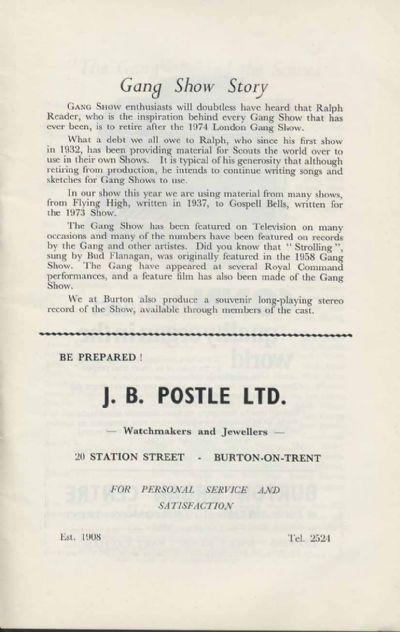 Gang Show Story
GANG SHOW enthusiasts will doubtless have heard that Ralph
Reader, who is the inspiration behind every Gang Show that has
ever been, is to retire after the 1974 London Gang Show.
What a debt we all owe to Ralph, who since his first show
in 1932, has been providing material for Scouts the world over to
use in their own Shows. It is typical of his generosity that although
retiring from production, he intends to continue writing songs and
sketches for Gang Shows to use.
In our show this year we are using material from many shows,
from Flying High, written in 1937, to Gospell Bells, written for
the 1973 Show.
The Gang Show has been featured on Television on many
occasions and many of the numbers have been featured on records
by the Gang and other artistes. Did you know that " Strolling ",
sung by Bud Flanagan, was originally featured in the 1958 Gang
Show. The Gang have appeared at several Royal Command
performances, and a feature film has also been made of the Gang
Show.
We at Burton also produce a souvenir long-playing stereo
record of the Show, available through members of the cast.
BE PREPARED !
J. B. POSTLE LTD.
— Watchmakers and Jewellers —
20 STATION STREET - BURTON-ON-TRENT
FOR PERSONAL SERVICE AND
SATISFACTION
Est. 1908 Tel. 2524